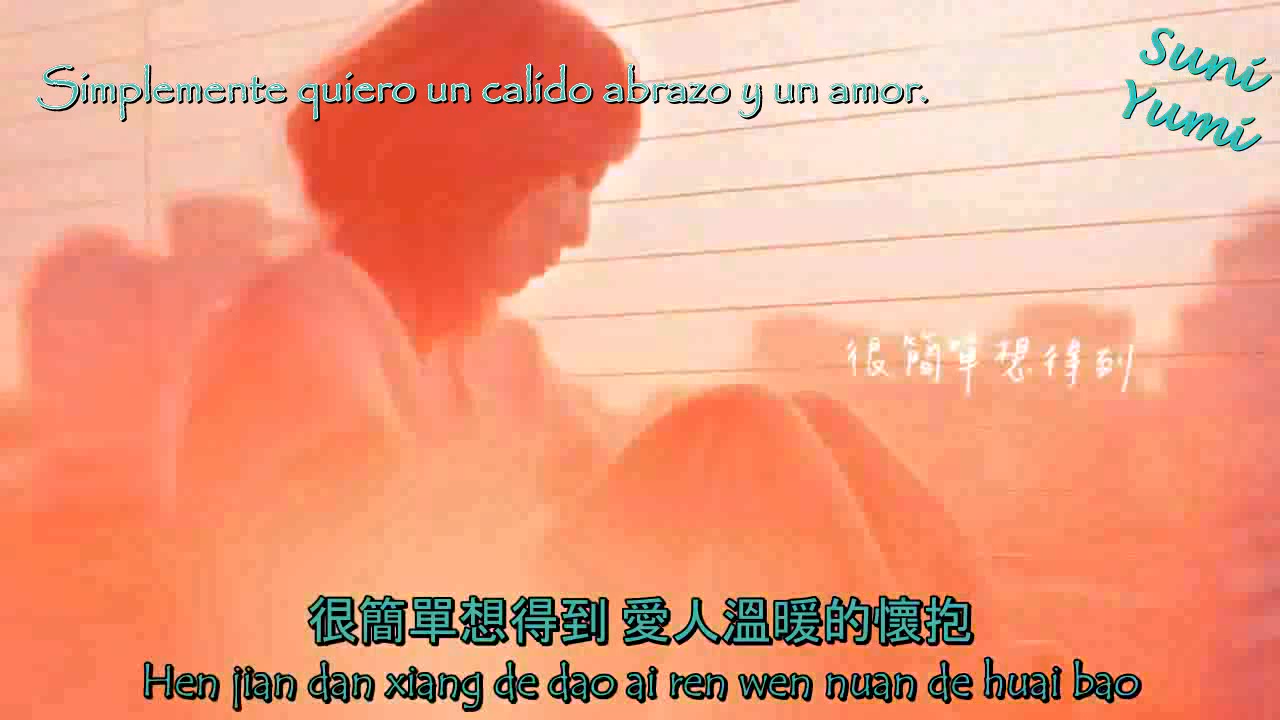 Simplemente quiero un calido abrazo y un amor.
Suni
Yumi
很簡單想得到
很簡單想得到 愛人溫暖的懷抱
Hen jian dan xiang de dao ai ren wen nuan de huai bao